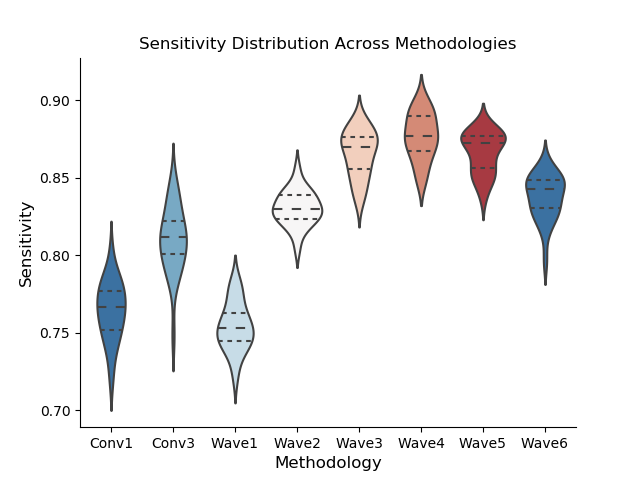 Sensitivity Distribution Across Methodologies
0.90
0.85
0.80
0.75
0.70
Sensitivity
Conv1 Conv3 Wave1 Wave2 Wave3 Wave4 Wave5 Wave6
Methodology